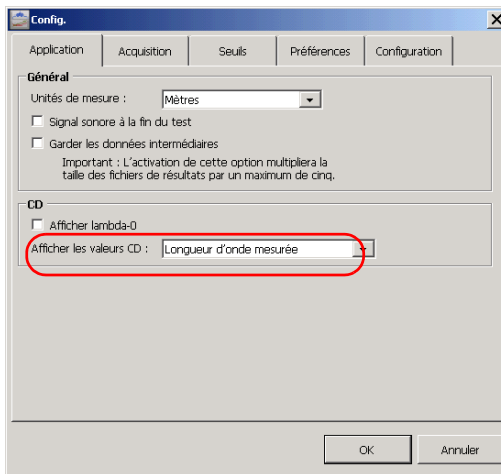 Config.
Application Acquisition Seuils Préférences Configuration
Général
Unités de mesure : Mètres
Signal sonore à la fin du test
Garder les données intermédiaires
Important : L'activation de cette option multipliera la
taille des fichiers de résultats par un maximum de cinq.
CD
Afficher lambda-0
Afficher les valeurs CD : Longueur d'onde mesurée
OK Annuler